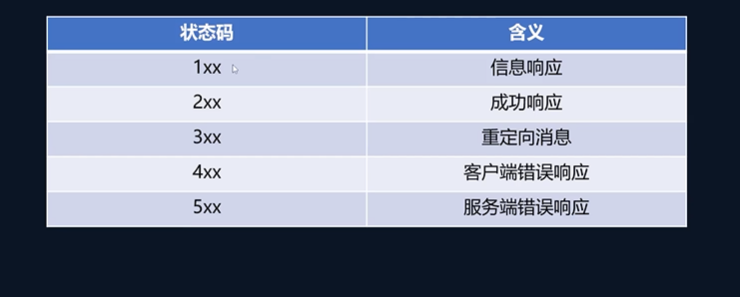 状态码 含义
1xx 信息响应
2xx 成功响应
3xx 重定向消息
4xx 客户端错误响应
5xx 服务端错误响应